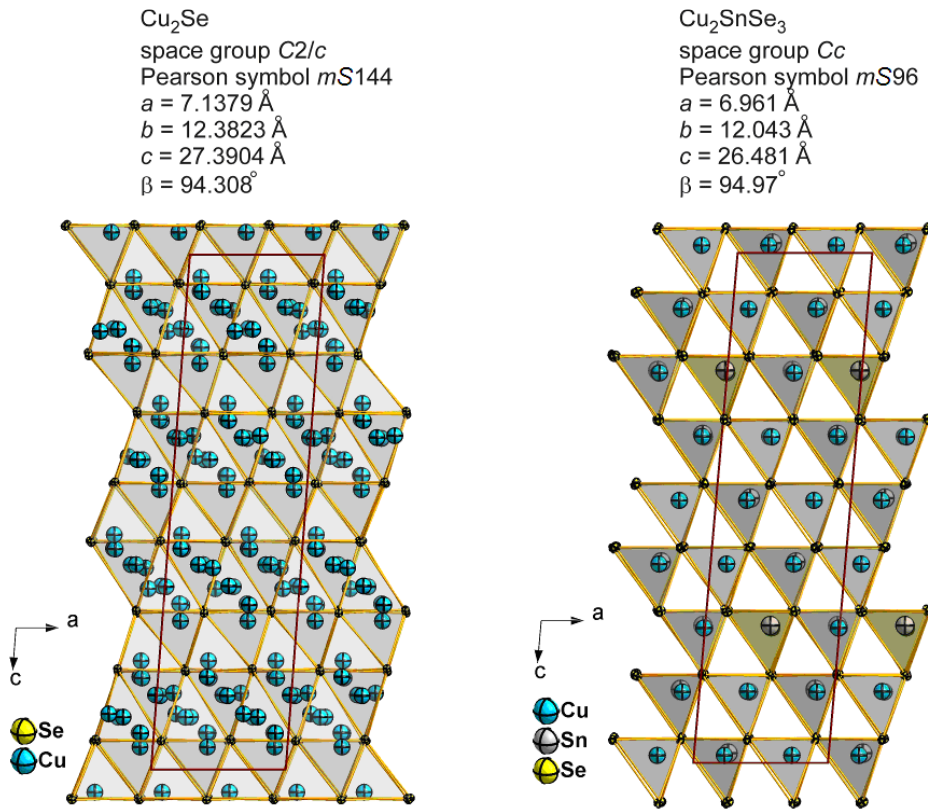 Cu₂Se
space group C2/c
Pearson symbol mS144
a = 7.1379 Å
b = 12.3823 Å
c = 27.3904 Å
β = 94.308°
a
c
Se
Cu
Cu₂SnSe₃
space group Cc
Pearson symbol mS96
a = 6.961 Å
b = 12.043 Å
c = 26.481 Å
β = 94.97°
a
c
Cu
Sn
Se